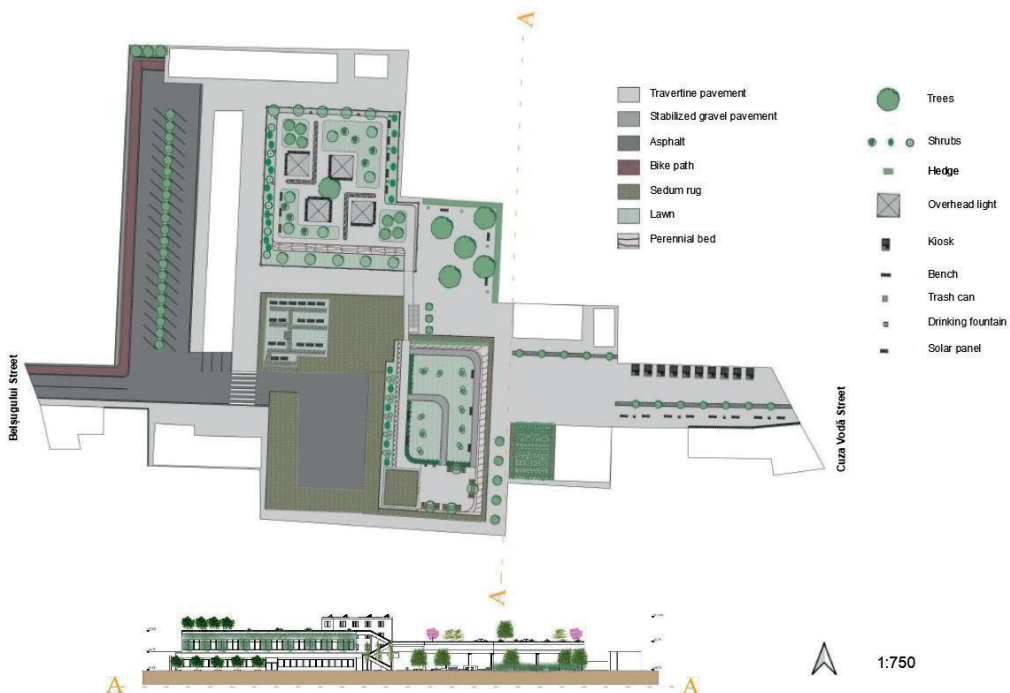 A
Travertine pavement
Stabilized gravel pavement
Asphalt
Bike path
Sedum rug
Lawn
Perennial bed
Trees
Shrubs
Hedge
Overhead light
Kiosk
Bench
Trash can
Drinking fountain
Solar panel
Belșugului Street
Cuza Vodă Street
A
A
A
1:750